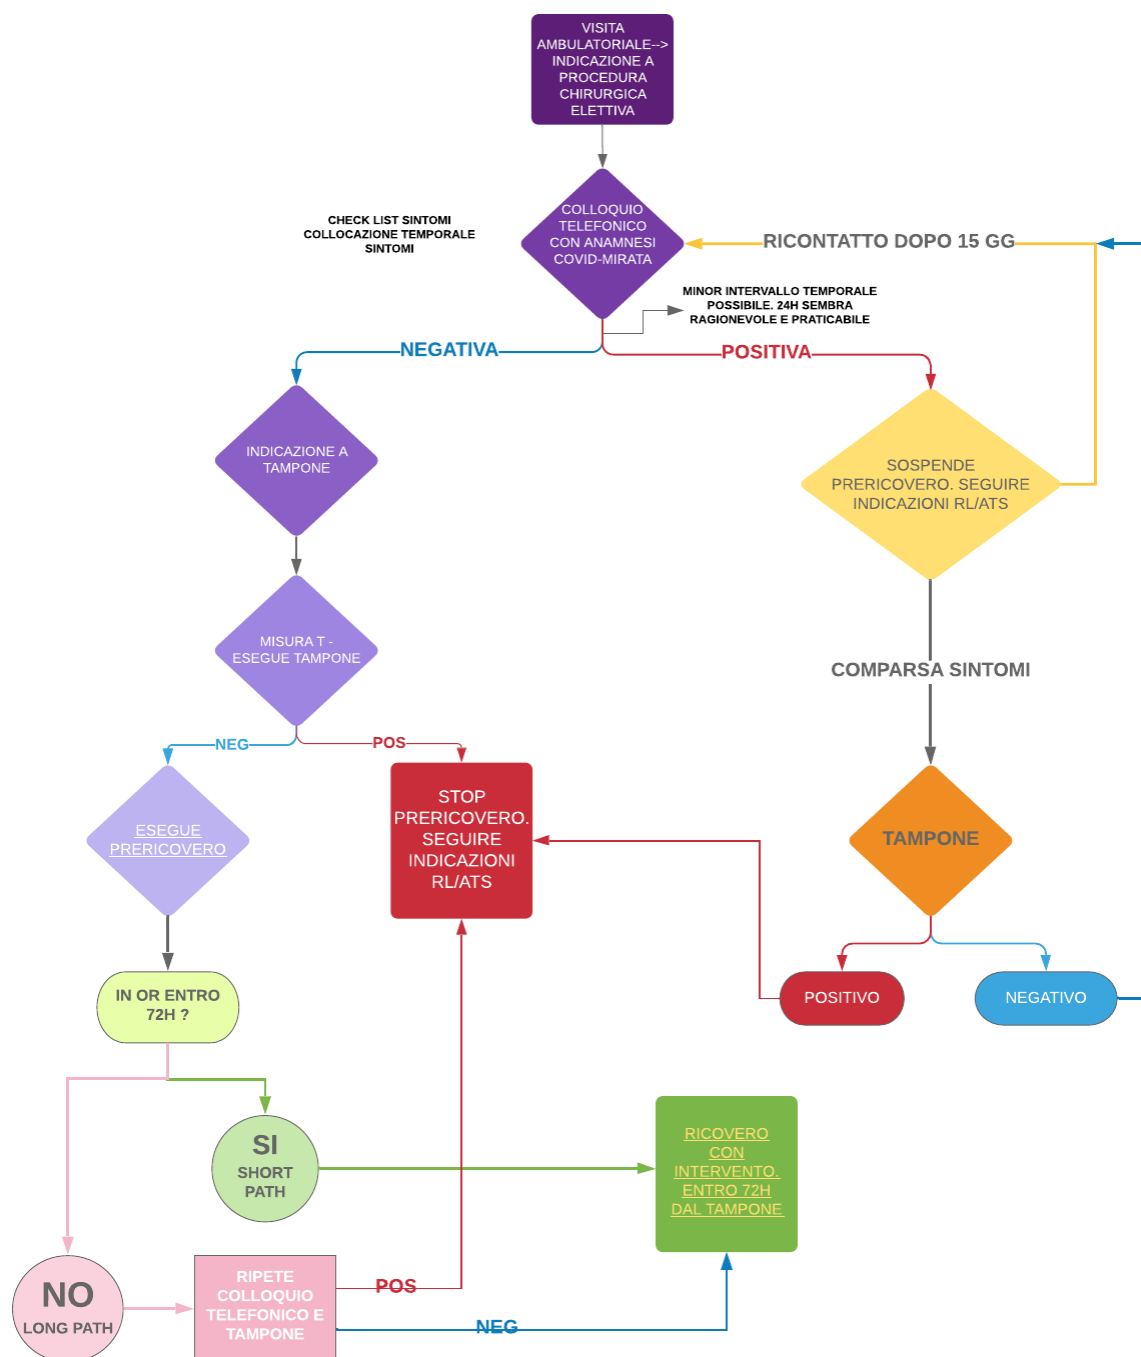 VISITA
AMBULATORIALE-->
INDICAZIONE A
PROCEDURA
CHIRURGICA
ELETTIVA
COLLOQUIO
TELEFONICO
CON ANAMNESI
COVID-MIRATA
CHECK LIST SINTOMI
COLLOCAZIONE TEMPORALE
SINTOMI
RICONTATTO DOPO 15 GG
MINOR INTERVALLO TEMPORALE
POSSIBILE. 24H SEMBRA
RAGIONEVOLE E PRATICABILE
NEGATIVA
POSITIVA
INDICAZIONE A
TAMPONE
SOSPENDE
PRERICOVERO. SEGUIRE
INDICAZIONI RL/ATS
MISURA T -
ESEGUE TAMPONE
COMPARSA SINTOMI
NEG
POS
ESEGUE
PRERICOVERO
STOP
PRERICOVERO.
SEGUIRE
INDICAZIONI
RL/ATS
TAMPONE
IN OR ENTRO
72H ?
POSITIVO
NEGATIVO
SI
SHORT
PATH
RICOVERO
CON
INTERVENTO.
ENTRO 72H
DAL TAMPONE
NO
LONG PATH
RIPETE
COLLOQUIO
TELEFONICO E
TAMPONE
POS
NEG